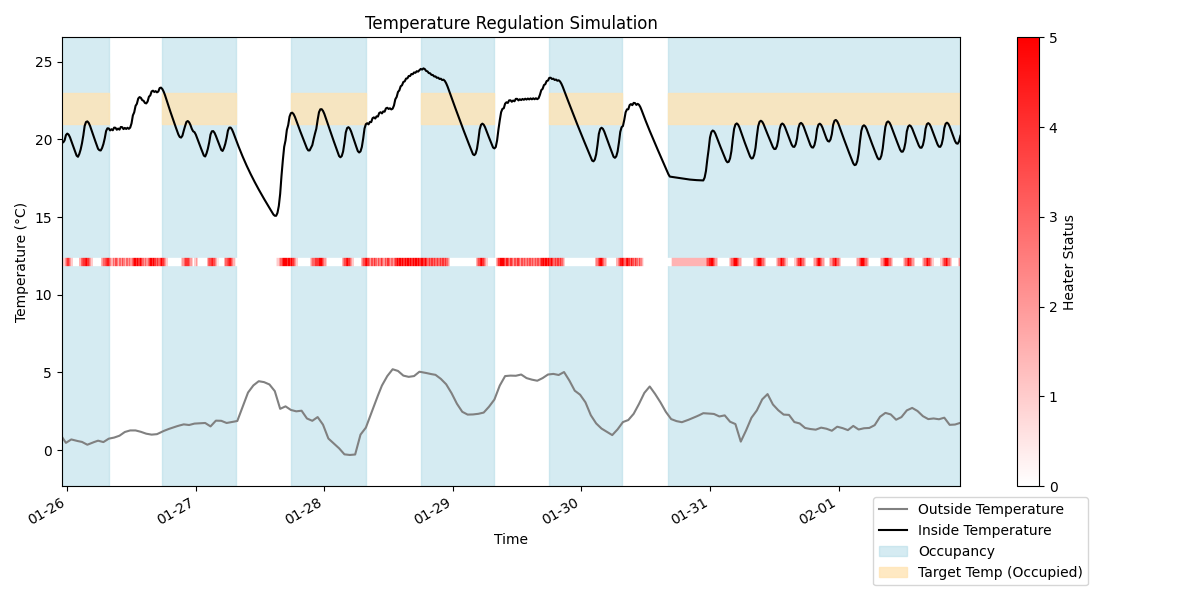 Temperature Regulation Simulation
25
20
15
10
5
0
Temperature (°C)
01-26
01-27
01-28
01-29
01-30
01-31
02-01
Time
5
4
3
2
1
0
Heater Status
Outside Temperature
Inside Temperature
Occupancy
Target Temp (Occupied)